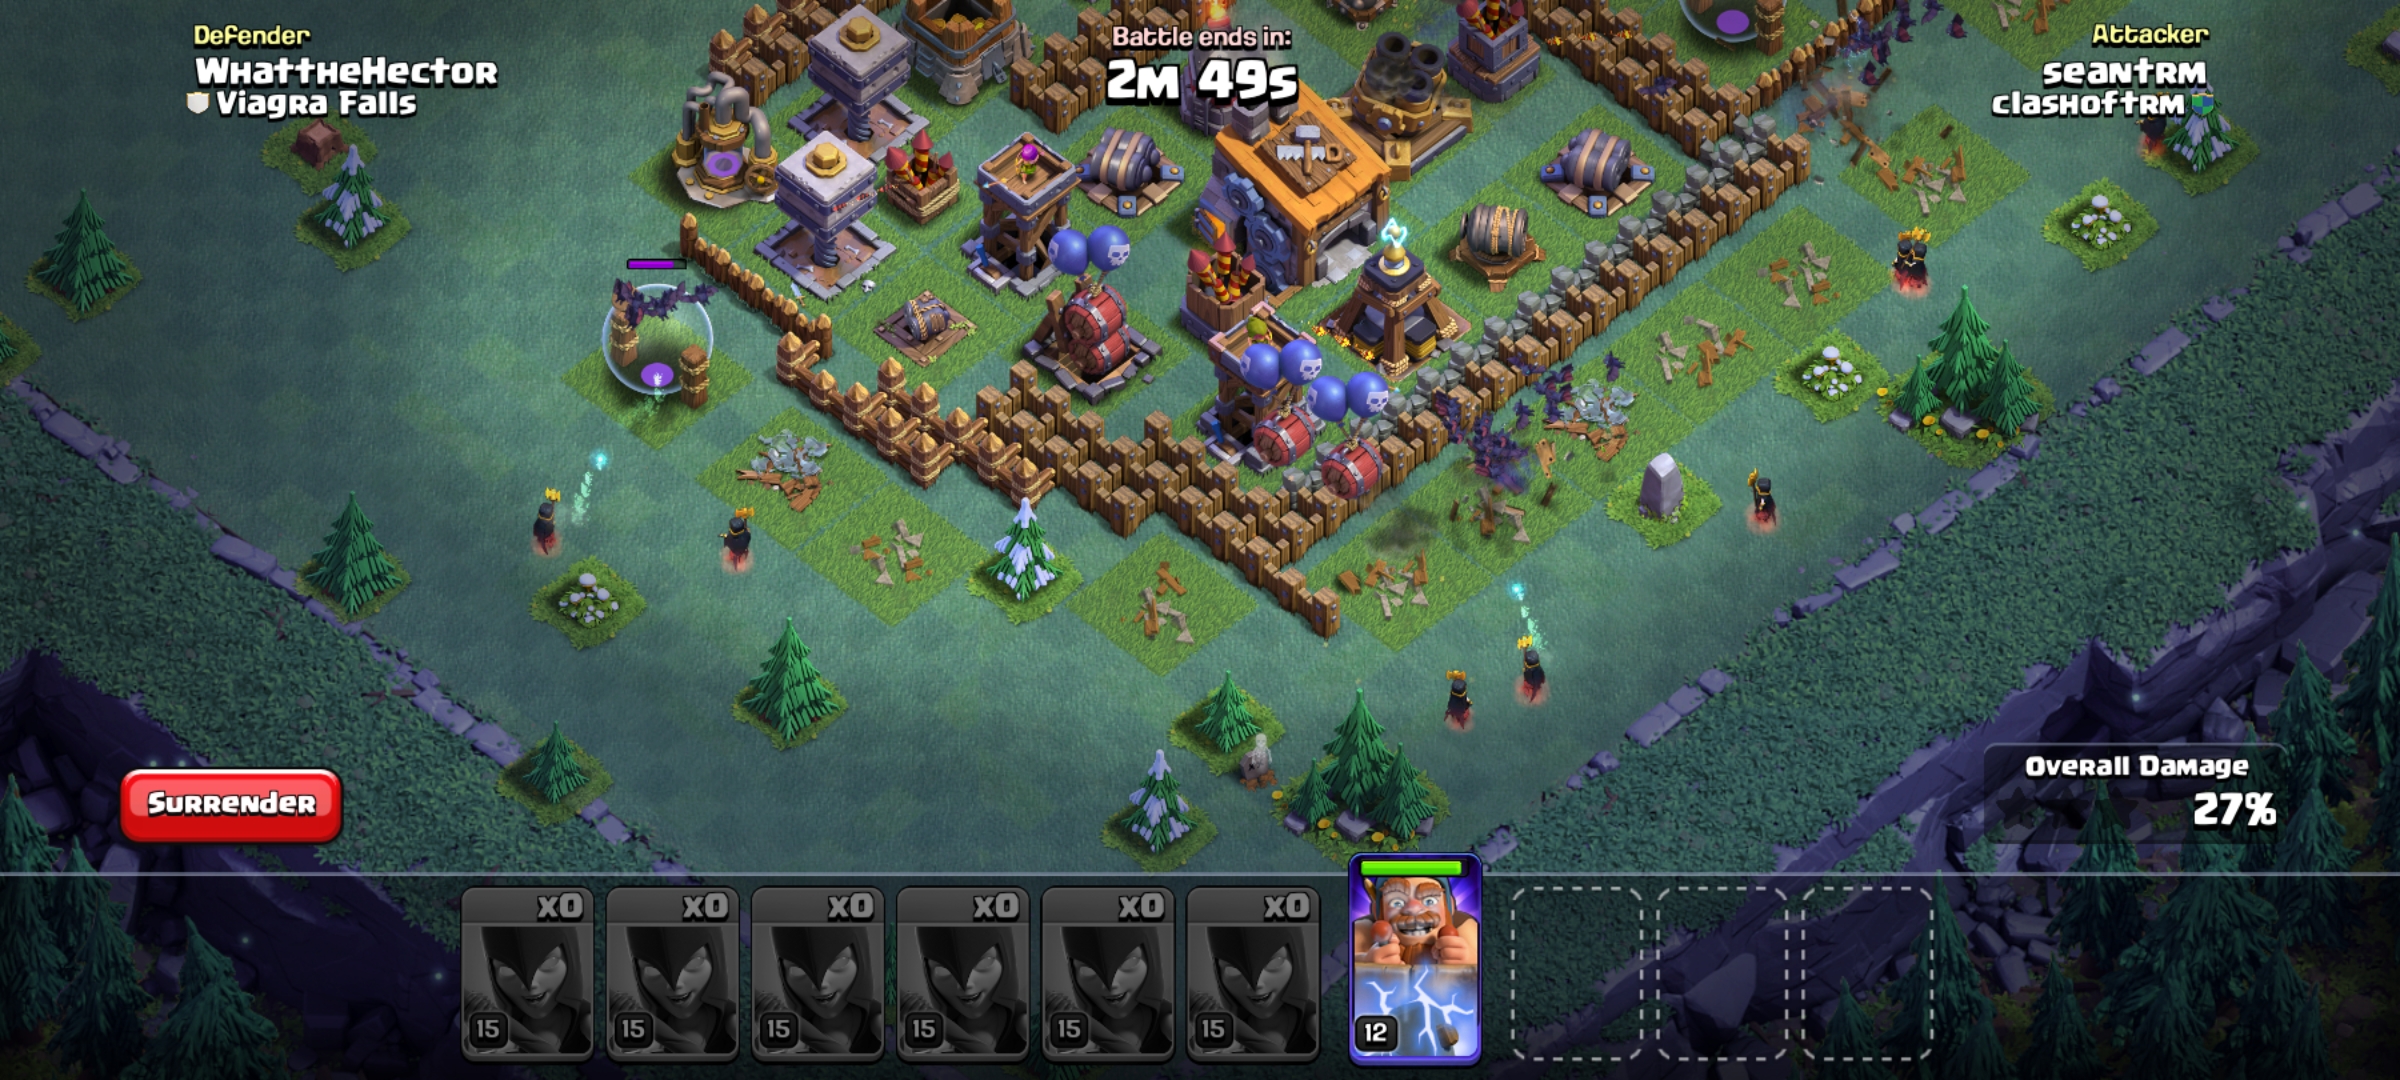 Defender
WhattheHector
Viagra Falls
Battle ends in:
2m 49s
Attacker
seantrm
clashoftrm
Surrender
Overall Damage
27%
x0 x0 x0 x0 x0 x0
15 15 15 15 15 15 12